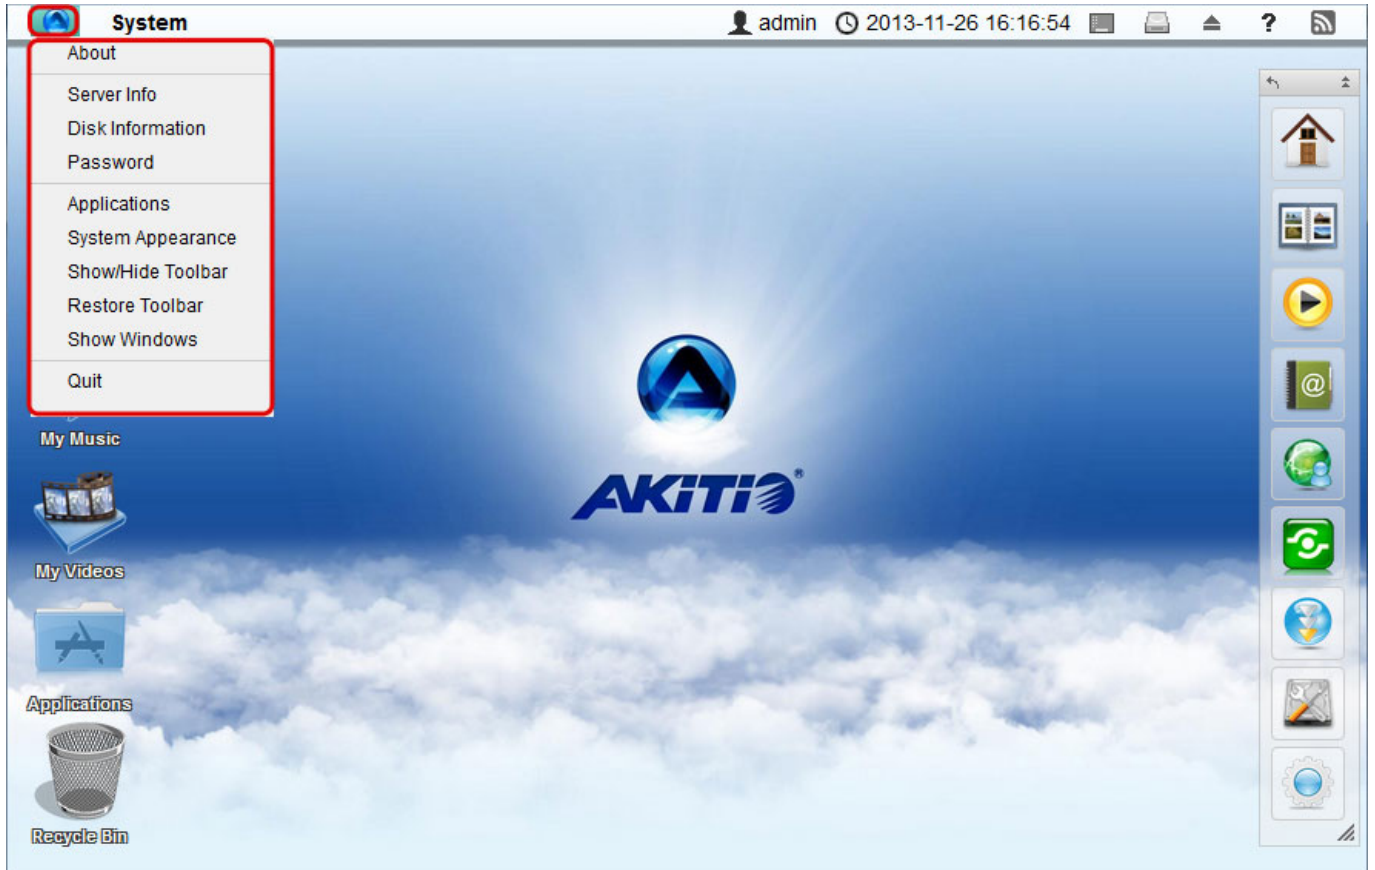 System
admin 2013-11-26 16:16:54 ?
About
Server Info
Disk Information
Password
Applications
System Appearance
Show/Hide Toolbar
Restore Toolbar
Show Windows
Quit
My Music
My Videos
Applications
Recycle Bin
AKiTiO®
@